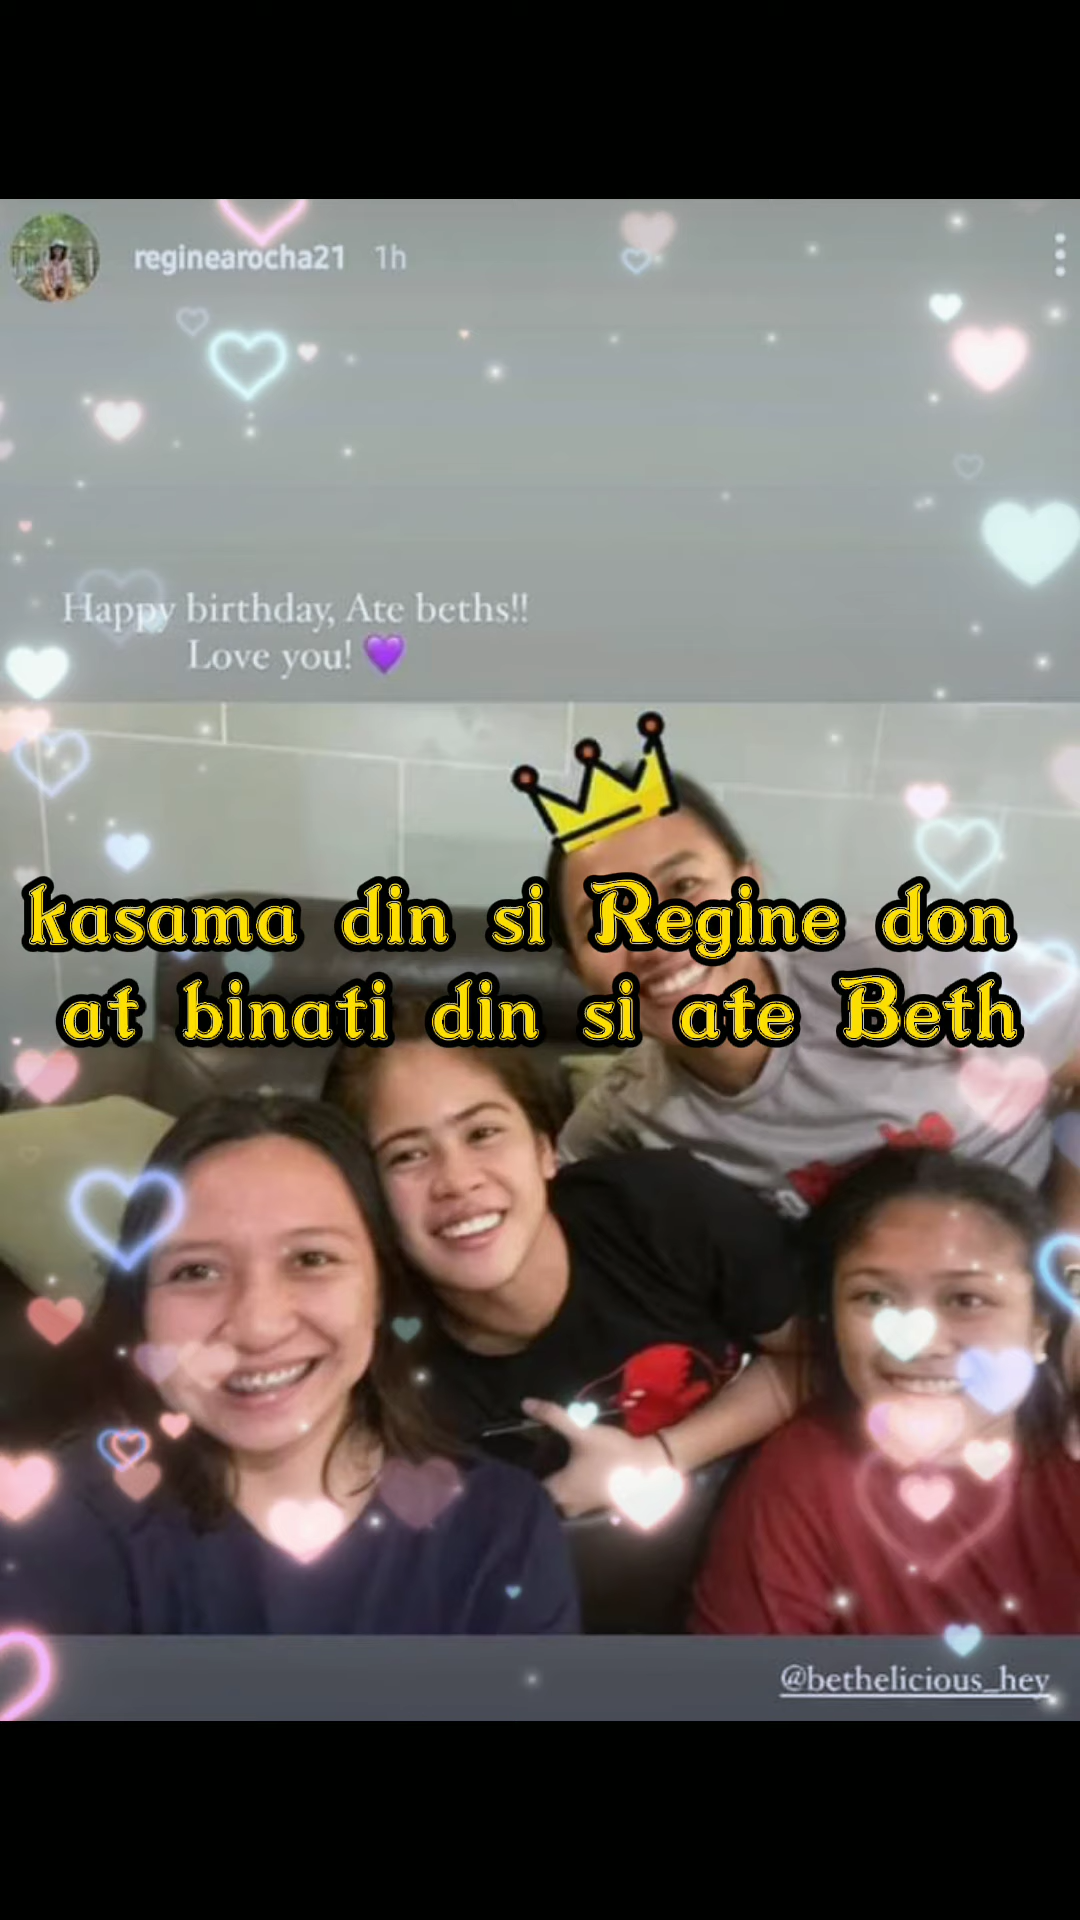 reginearocha21 1h
Happy birthday, Ate beths!!
Love you! 💜
kasama din si Regine don
at binati din si ate Beth
@bethelicious_hey